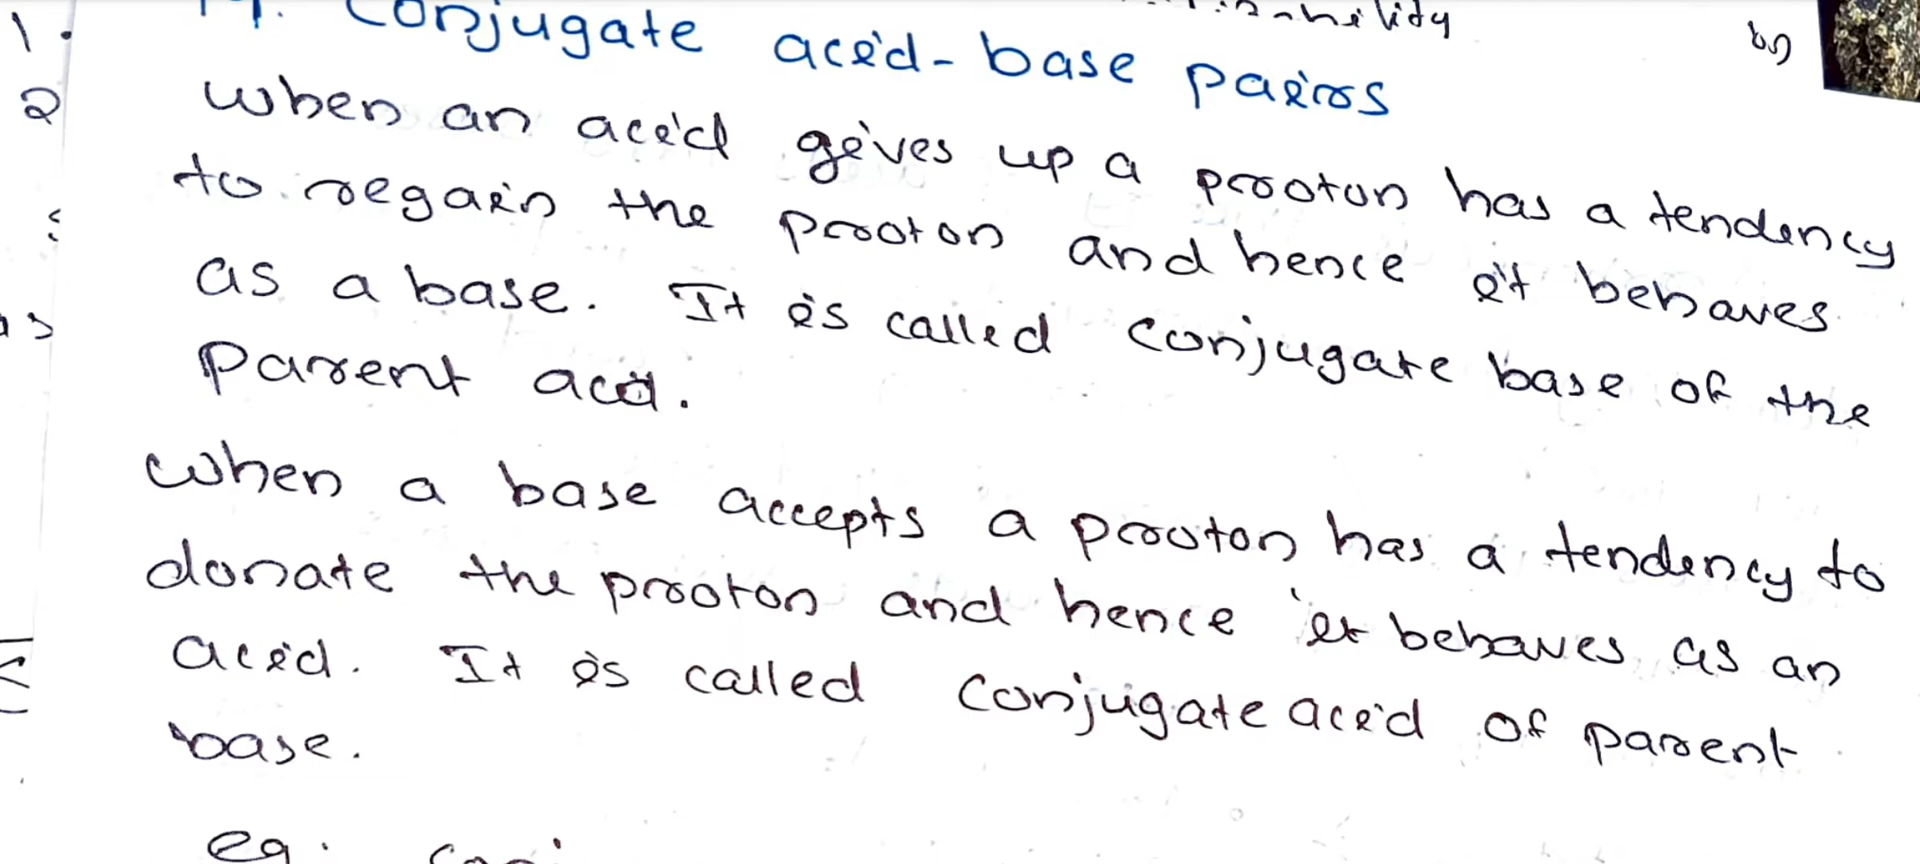 1.
2
Conjugate acid-base pairs
when an acid gives up a proton has a tendency
to regain the proton and hence it behaves
as a base. It is called conjugate base of the
parent acid.
when a base accepts a proton has a tendency to
donate the proton and hence it behaves as an
acid. It is called conjugate acid of parent
base.
eg.